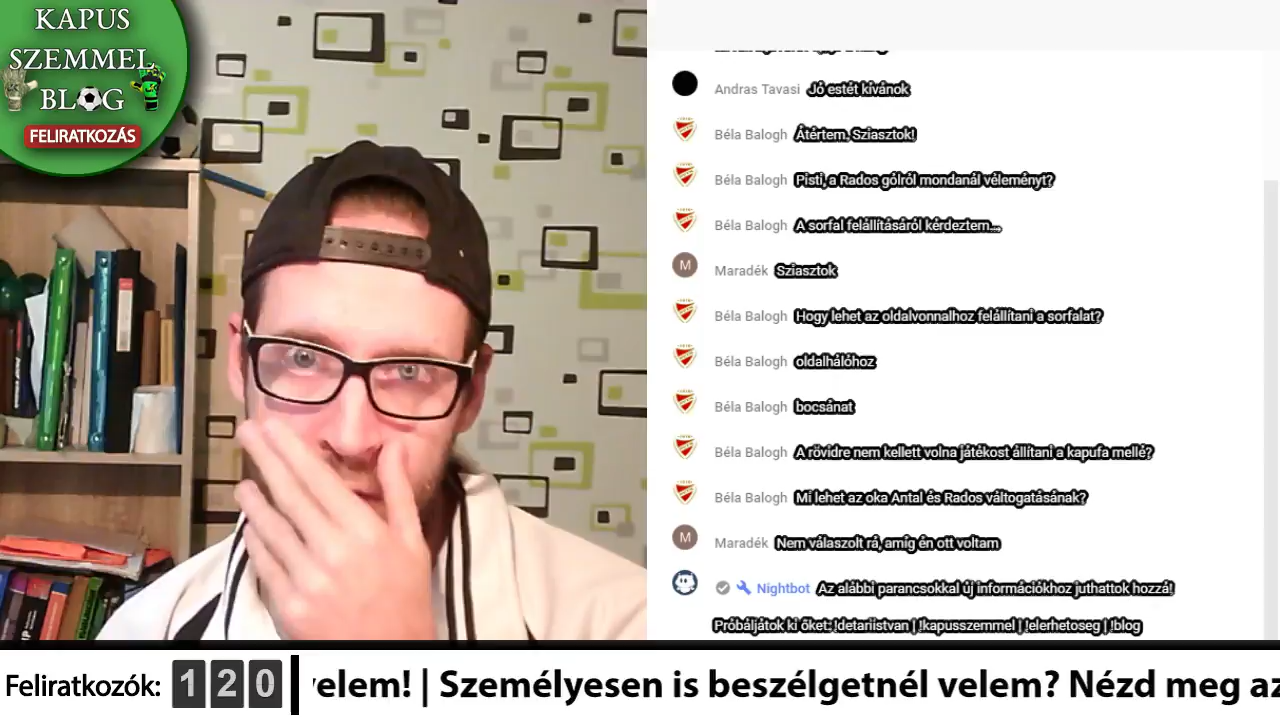 KAPUS
SZEMMEL
BLOG
FELIRATKOZÁS
Andras Tavasi Jó estét kívánok
Béla Balogh Átértem. Sziasztok!
Béla Balogh Pisti, a Rados gólról mondanál véleményt?
Béla Balogh A sorfal felállításáról kérdeztem...
M Maradék Sziasztok
Béla Balogh Hogy lehet az oldalvonnalhoz felállítani a sorfalat?
Béla Balogh oldalhálóhoz
Béla Balogh bocsánat
Béla Balogh A rövidre nem kellett volna játékost állítani a kapufa mellé?
Béla Balogh Mi lehet az oka Antal és Rados váltogatásának?
M Maradék Nem válaszolt rá, amíg én ott voltam
Nightbot Az alábbi parancsokkal új információkhoz juthattok hozzá!
Próbáljátok ki őket: !detariistvan | !kapusszemmel | !elerhetoseg | !blog
Feliratkozók: 120 velem! | Személyesen is beszélgetnél velem? Nézd meg az